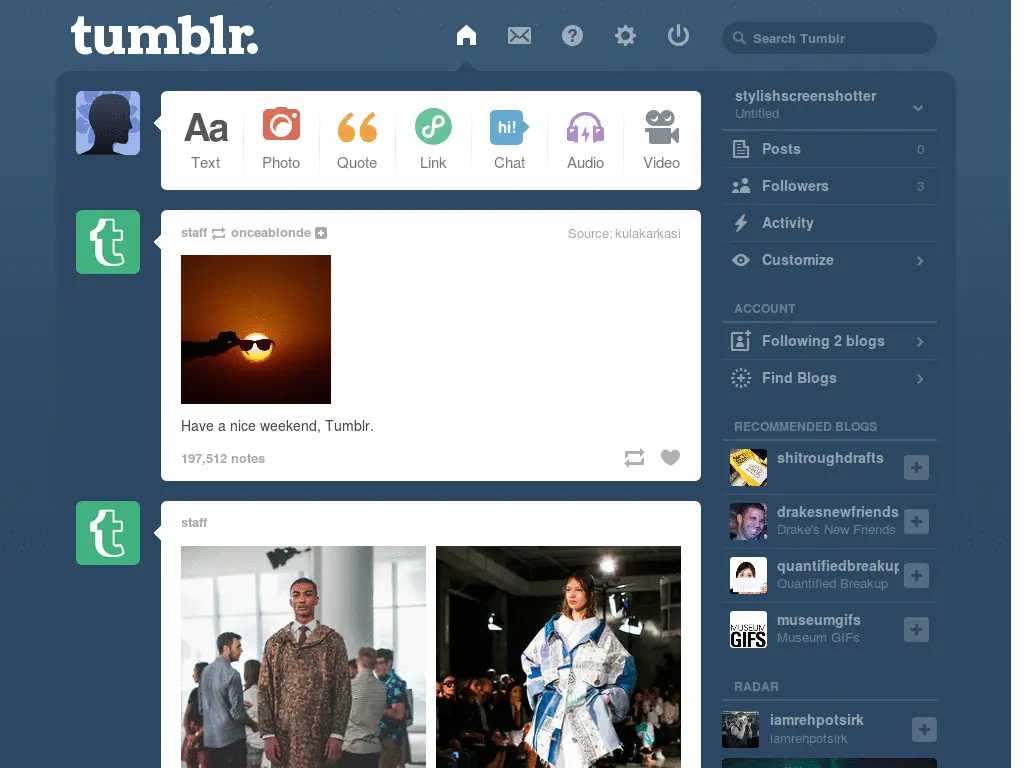 tumblr.
Search Tumblr
Aa
hi!
Text
Photo
Quote
Link
Chat
Audio
Video
staff onceablonde
Source: kulakarkasi
Have a nice weekend, Tumblr.
197,512 notes
staff
stylishscreenshotter
Untitled
Posts 0
Followers 3
Activity
Customize
ACCOUNT
Following 2 blogs
Find Blogs
RECOMMENDED BLOGS
shitroughdrafts
drakesnewfriends
Drake's New Friends
quantifiedbreakup
Quantified Breakup
MUSEUM
GIFS
museumgifs
Museum GIFs
RADAR
iamrehpotsirk
iamrehpotsirk